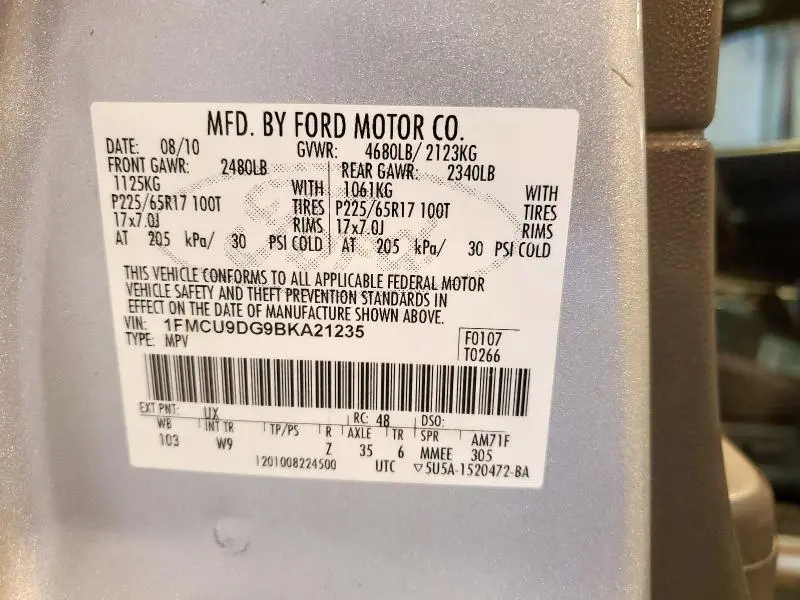 MFD. BY FORD MOTOR CO.
DATE: 08/10 GVWR: 4680LB/ 2123KG
FRONT GAWR: 2480LB REAR GAWR: 2340LB
1125KG WITH 1061KG WITH
P225/65R17 100T TIRES P225/65R17 100T TIRES
17x7.0J RIMS 17x7.0J RIMS
AT 205 kPa/ 30 PSI COLD AT 205 kPa/ 30 PSI COLD
THIS VEHICLE CONFORMS TO ALL APPLICABLE FEDERAL MOTOR
VEHICLE SAFETY AND THEFT PREVENTION STANDARDS IN
EFFECT ON THE DATE OF MANUFACTURE SHOWN ABOVE.
VIN: 1FMCU9DG9BKA21235 F0107
TYPE: MPV T0266
EXT PNT: UX RC: 48 DSO:
WB INT TR TP/PS R AXLE TR SPR AM71F
103 W9 Z 35 6 MMEE 305
1201008224500 UTC ▽5U5A-1520472-BA